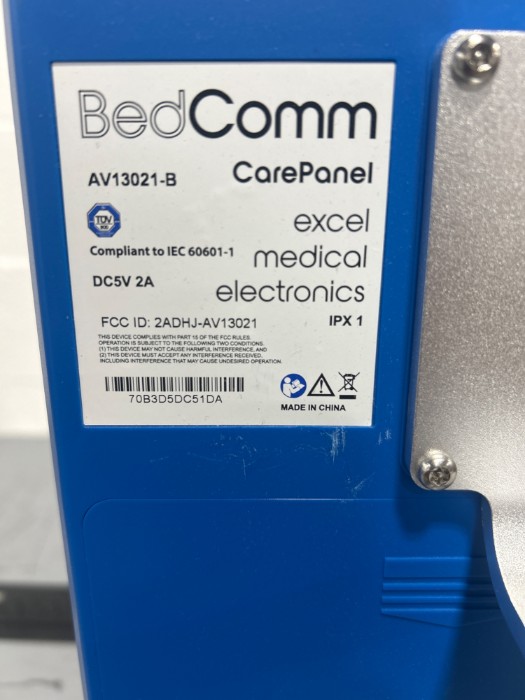 BedComm
AV13021-B
CarePanel
TÜV
excel
Compliant to IEC 60601-1
medical
DC5V 2A
electronics
FCC ID: 2ADHJ-AV13021
IPX 1
THIS DEVICE COMPLIES WITH PART 15 OF THE FCC RULES.
OPERATION IS SUBJECT TO THE FOLLOWING TWO CONDITIONS.
(1) THIS DEVICE MAY NOT CAUSE HARMFUL INTERFERENCE, AND
(2) THIS DEVICE MUST ACCEPT ANY INTERFERENCE RECEIVED,
INCLUDING INTERFERENCE THAT MAY CAUSE UNDESIRED OPERATION.
70B3D5DC51DA
MADE IN CHINA